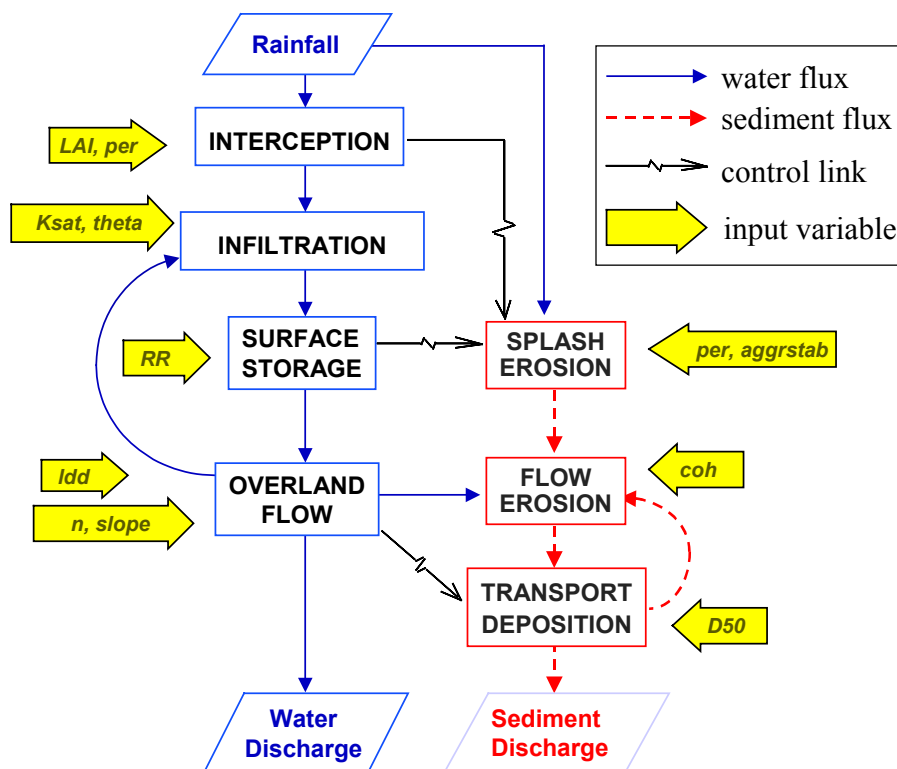 Rainfall
water flux
sediment flux
control link
input variable
LAI, per
INTERCEPTION
Ksat, theta
INFILTRATION
RR
SURFACE
STORAGE
SPLASH
EROSION
per, aggrstab
ldd
n, slope
OVERLAND
FLOW
FLOW
EROSION
coh
TRANSPORT
DEPOSITION
D50
Water
Discharge
Sediment
Discharge